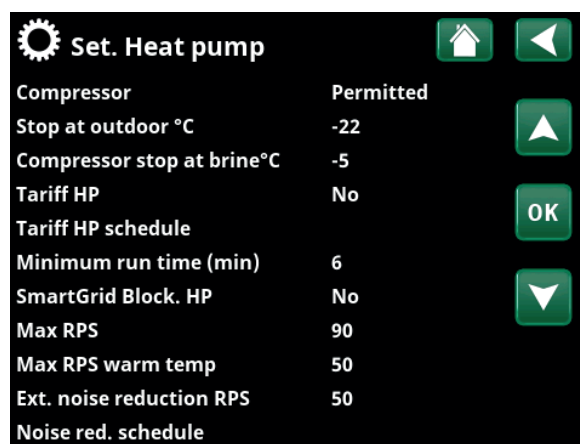 Set. Heat pump
Compressor Permitted
Stop at outdoor °C -22
Compressor stop at brine°C -5
Tariff HP No
Tariff HP schedule
OK
Minimum run time (min) 6
SmartGrid Block. HP No
Max RPS 90
Max RPS warm temp 50
Ext. noise reduction RPS 50
Noise red. schedule